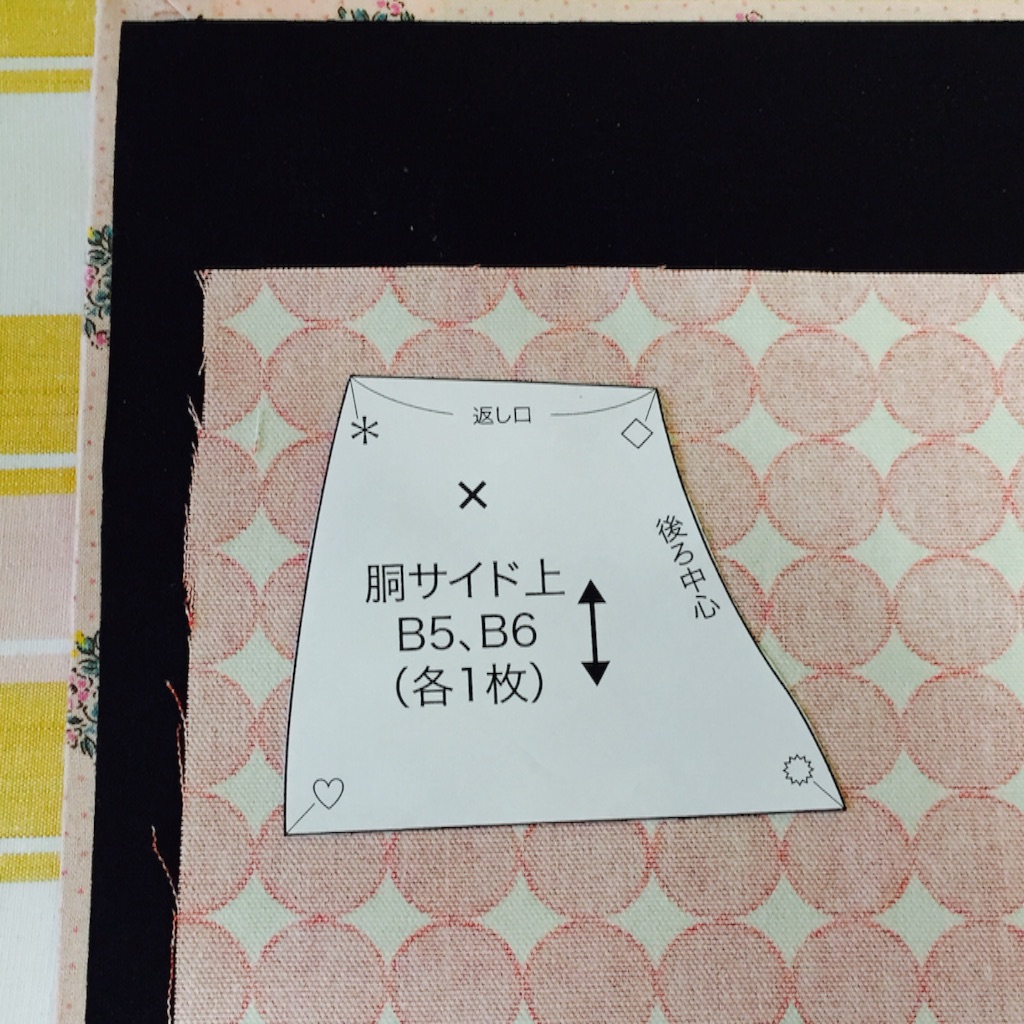 返し口
胴サイド上
B5、B6
（各1枚）
後ろ中心